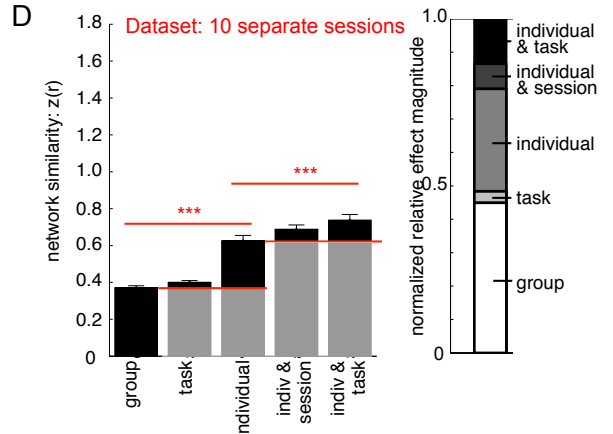 D
Dataset: 10 separate sessions
network similarity: z(r)
1.8
1.6
1.4
1.2
1.0
0.8
0.6
0.4
0.2
0
***
***
group
task
ndividual
indiv &
session
indiv &
task
normalized relative effect magnitude
1.0
0.5
0
individual
& task
individual
& session
individual
task
group